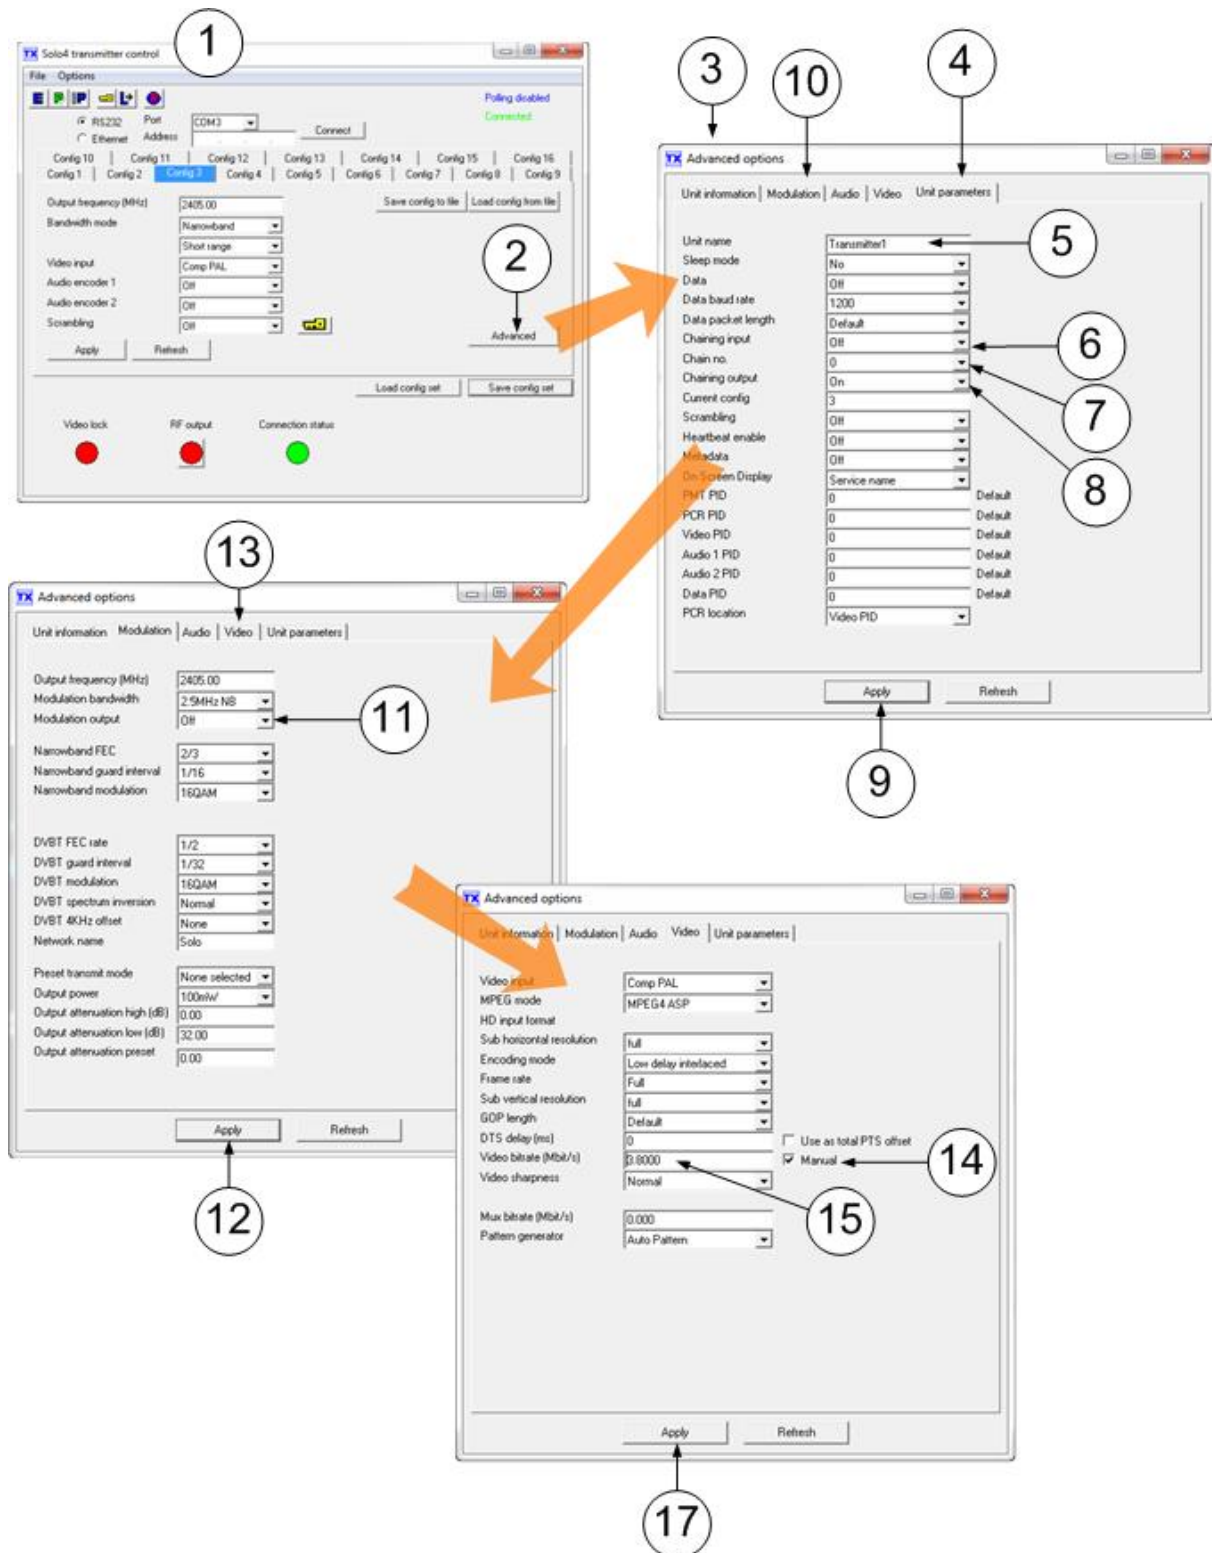 1
TX Solo4 transmitter control
File Options
E P IP L+
Polling disabled
RS232 Port COM3
Connected
Ethernet Address Connect
Config 10 Config 11 Config 12 Config 13 Config 14 Config 15 Config 16
Config 1 Config 2 Config 3 Config 4 Config 5 Config 6 Config 7 Config 8 Config 9
Output frequency (MHz) 2405.00 Save config to file Load config from file
Bandwidth mode Narrowband
Short range
Video input Comp PAL
Audio encoder 1 Off
Audio encoder 2 Off
Scrambling Off
2
Advanced
Apply Refresh
Load config set Save config set
Video lock RF output Connection status
3
10
4
TX Advanced options
Unit information Modulation Audio Video Unit parameters
Unit name Transmitter1
5
Sleep mode No
Data Off
Data baud rate 1200
Data packet length Default
Chaining input Off
6
Chain no. 0
7
Chaining output On
8
Current config 3
Scrambling Off
Heartbeat enable Off
Metadata Off
On-Screen Display Service name
PMT PID 0 Default
PCR PID 0 Default
Video PID 0 Default
Audio 1 PID 0 Default
Audio 2 PID 0 Default
Data PID 0 Default
PCR location Video PID
Apply Refresh
9
13
TX Advanced options
Unit information Modulation Audio Video Unit parameters
Output frequency (MHz) 2405.00
Modulation bandwidth 2.5MHz NB
Modulation output Off
11
Narrowband FEC 2/3
Narrowband guard interval 1/16
Narrowband modulation 16QAM
DVBT FEC rate 1/2
DVBT guard interval 1/32
DVBT modulation 16QAM
DVBT spectrum inversion Normal
DVBT 4KHz offset None
Network name Solo
Preset transmit mode None selected
Output power 100mW
Output attenuation high (dB) 0.00
Output attenuation low (dB) 32.00
Output attenuation preset 0.00
Apply Refresh
12
TX Advanced options
Unit information Modulation Audio Video Unit parameters
Video input Comp PAL
MPEG mode MPEG4 ASP
HD input format
Sub horizontal resolution full
Encoding mode Low delay interlaced
Frame rate Full
Sub vertical resolution full
GOP length Default
DTS delay (ms) 0 Use as total PTS offset
Video bitrate (Mbit/s) 3.8000 Manual
14
Video sharpness Normal
15
Mux bitrate (Mbit/s) 0.000
Pattern generator Auto Pattern
Apply Refresh
17